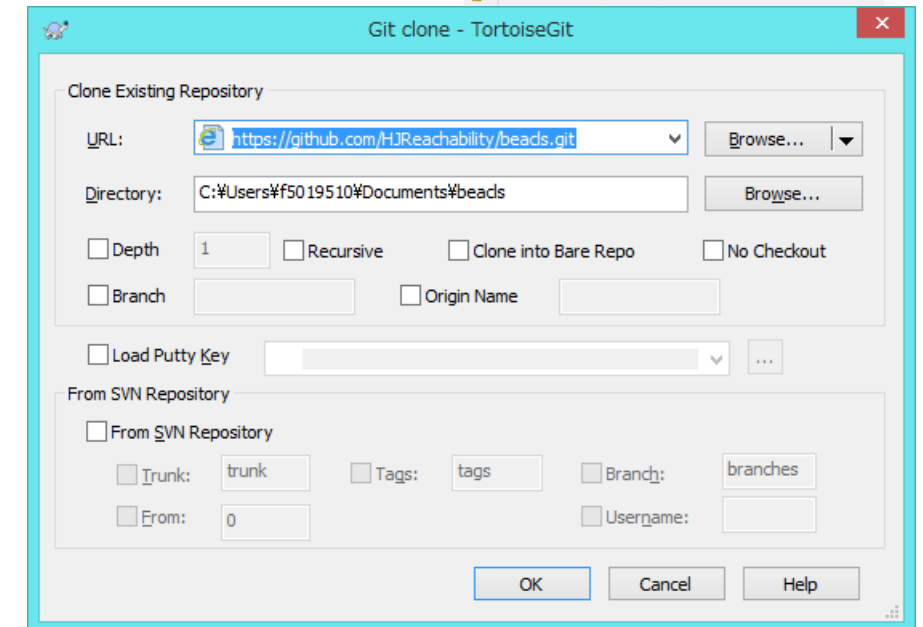 Git clone - TortoiseGit
Clone Existing Repository
URL: https://github.com/HJReachability/beacls.git Browse...
Directory: C:¥Users¥f5019510¥Documents¥beacls Browse...
Depth 1 Recursive Clone into Bare Repo No Checkout
Branch Origin Name
Load Putty Key ...
From SVN Repository
From SVN Repository
Trunk: trunk Tags: tags Branch: branches
From: 0 Username:
OK Cancel Help